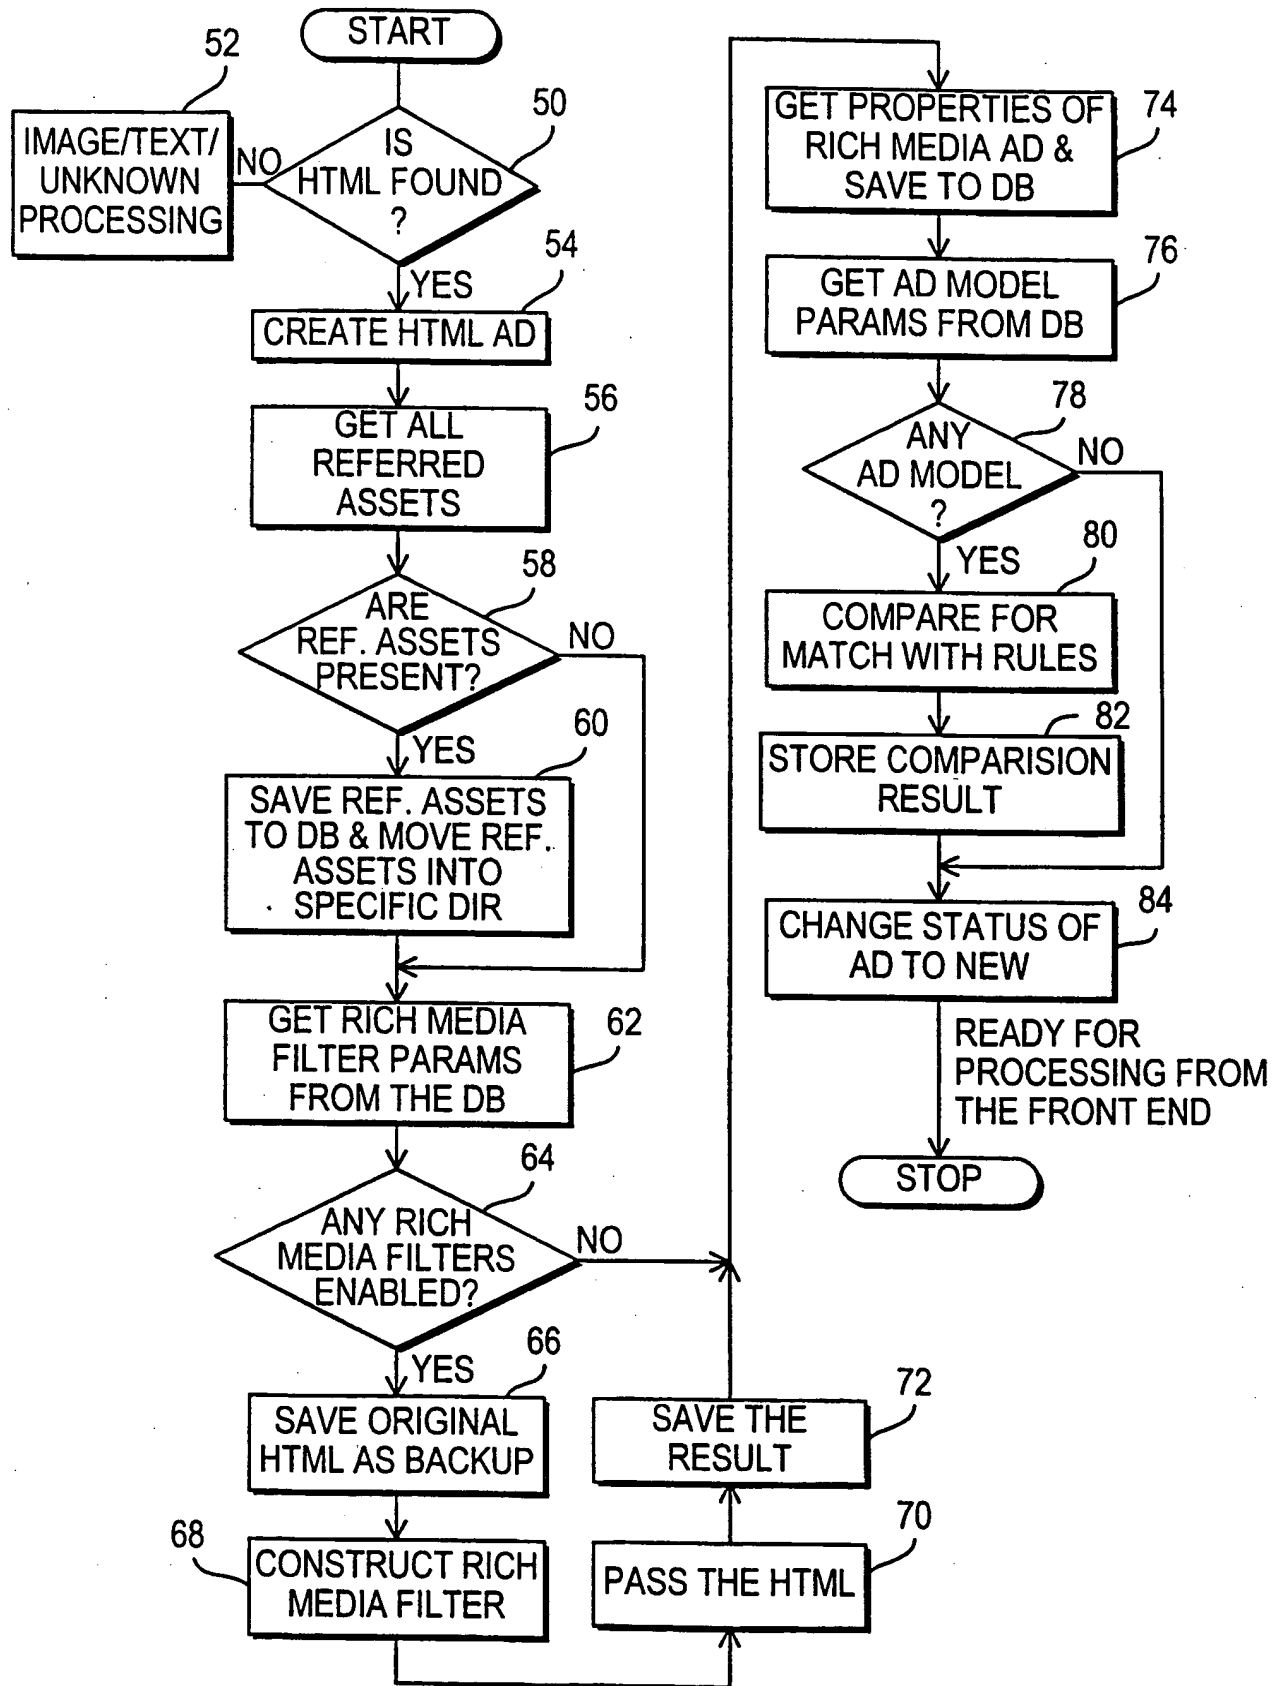 START
52
50
IMAGE/TEXT/
UNKNOWN
PROCESSING
NO
IS
HTML FOUND
?
YES
54
CREATE HTML AD
56
GET ALL
REFERRED
ASSETS
58
ARE
REF. ASSETS
PRESENT?
NO
YES
60
SAVE REF. ASSETS
TO DB & MOVE REF.
ASSETS INTO
SPECIFIC DIR
GET RICH MEDIA
FILTER PARAMS
FROM THE DB
62
64
ANY RICH
MEDIA FILTERS
ENABLED?
NO
YES
66
SAVE ORIGINAL
HTML AS BACKUP
68
CONSTRUCT RICH
MEDIA FILTER
70
PASS THE HTML
72
SAVE THE
RESULT
GET PROPERTIES OF
RICH MEDIA AD &
SAVE TO DB
74
76
GET AD MODEL
PARAMS FROM DB
78
ANY
AD MODEL
?
NO
YES
80
COMPARE FOR
MATCH WITH RULES
82
STORE COMPARISION
RESULT
84
CHANGE STATUS OF
AD TO NEW
READY FOR
PROCESSING FROM
THE FRONT END
STOP